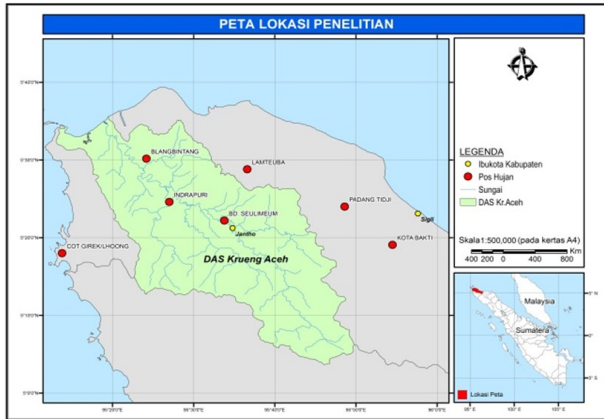 PETA LOKASI PENELITIAN
BLANGBINTANG
LAMTEUBA
INDRAPURI
PADANG TIDJI
BD. SEULIMEUM
Jantho
Sigli
KOTA BAKTI
COT GIREK/LHOONG
DAS Krueng Aceh
LEGENDA
Ibukota Kabupaten
Pos Hujan
Sungai
DAS Kr.Aceh
Skala1:500,000 (pada kertas A4)
400 200 0 400 800
Km
Malaysia
Sumatera
Lokasi Peta